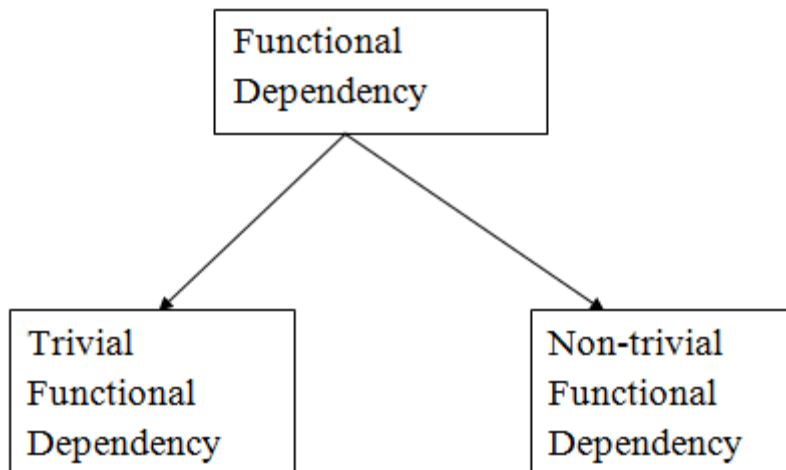 Functional
Dependency
Trivial
Functional
Dependency
Non-trivial
Functional
Dependency